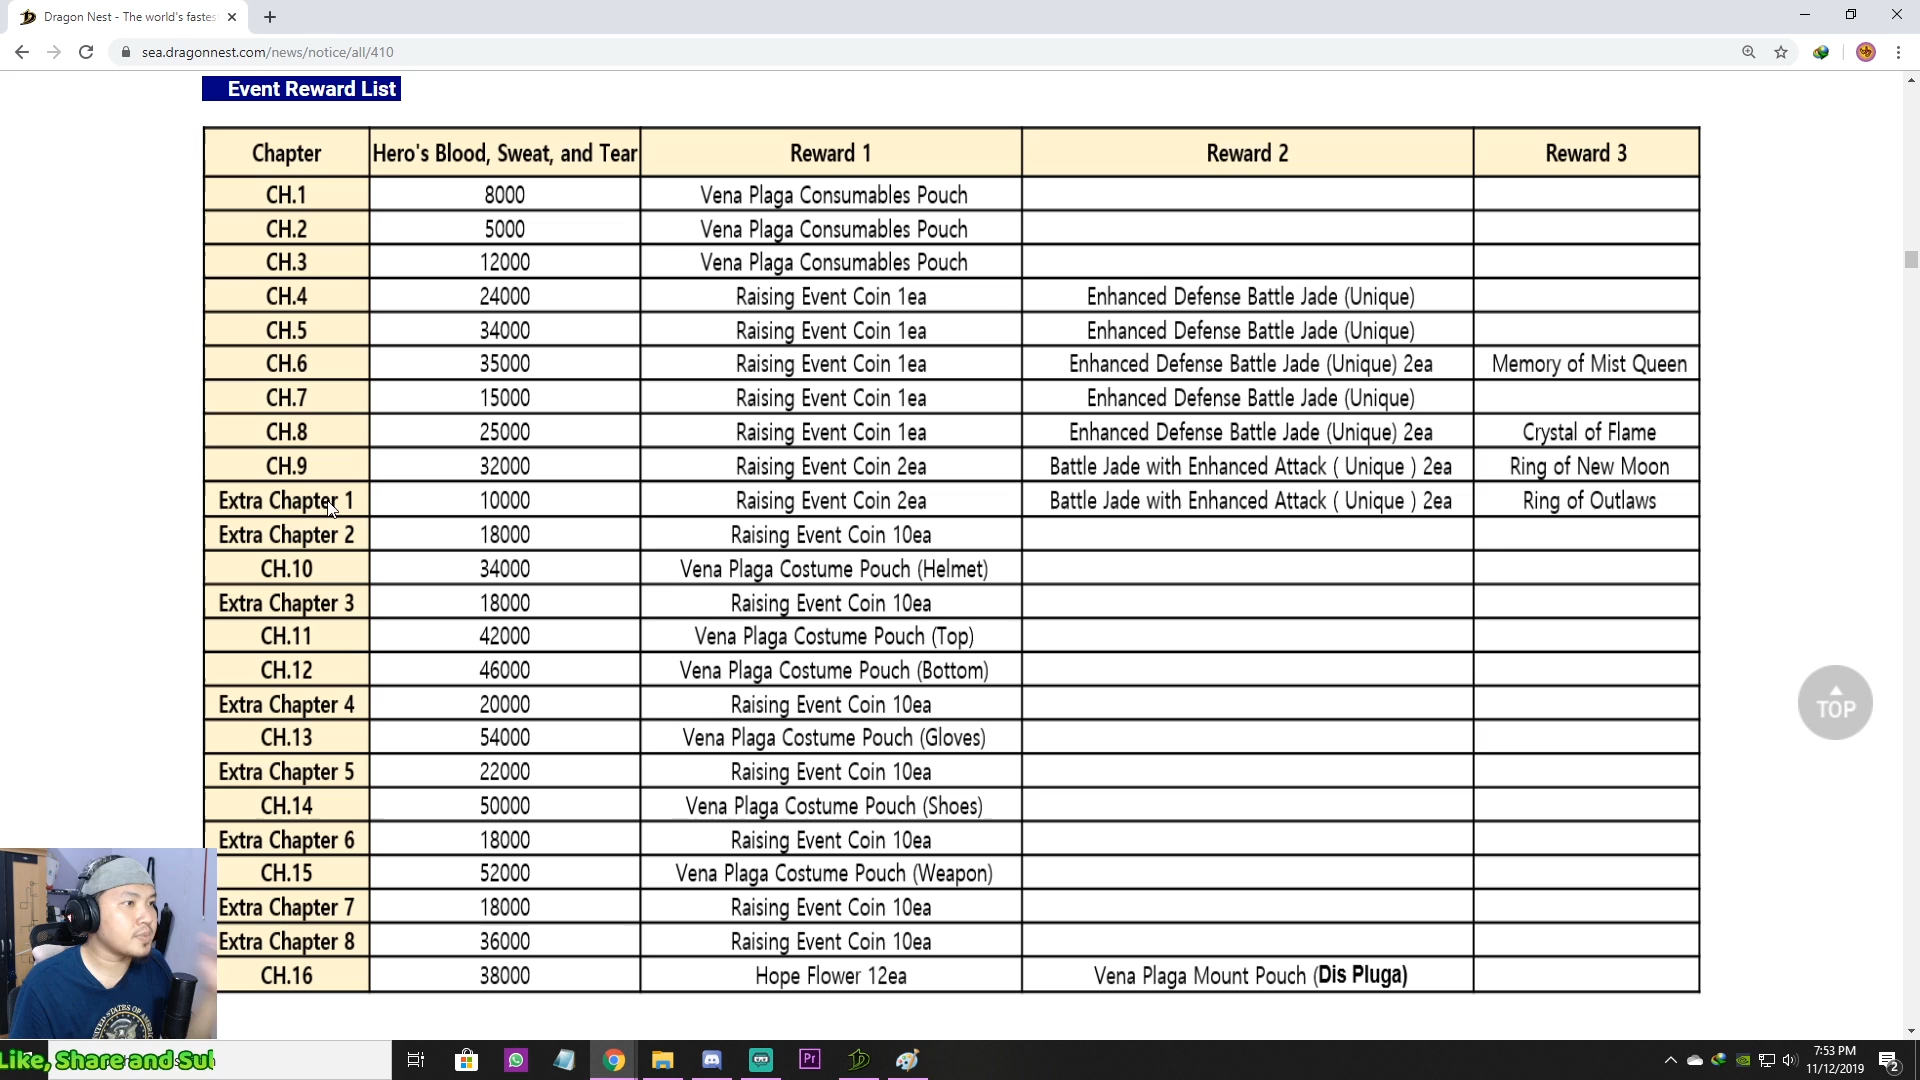 Dragon Nest - The world's fastes
sea.dragonnest.com/news/notice/all/410
Event Reward List
Chapter Hero's Blood, Sweat, and Tear Reward 1 Reward 2 Reward 3
CH.1 8000 Vena Plaga Consumables Pouch
CH.2 5000 Vena Plaga Consumables Pouch
CH.3 12000 Vena Plaga Consumables Pouch
CH.4 24000 Raising Event Coin 1ea Enhanced Defense Battle Jade (Unique)
CH.5 34000 Raising Event Coin 1ea Enhanced Defense Battle Jade (Unique)
CH.6 35000 Raising Event Coin 1ea Enhanced Defense Battle Jade (Unique) 2ea Memory of Mist Queen
CH.7 15000 Raising Event Coin 1ea Enhanced Defense Battle Jade (Unique)
CH.8 25000 Raising Event Coin 1ea Enhanced Defense Battle Jade (Unique) 2ea Crystal of Flame
CH.9 32000 Raising Event Coin 2ea Battle Jade with Enhanced Attack ( Unique ) 2ea Ring of New Moon
Extra Chapter 1 10000 Raising Event Coin 2ea Battle Jade with Enhanced Attack ( Unique ) 2ea Ring of Outlaws
Extra Chapter 2 18000 Raising Event Coin 10ea
CH.10 34000 Vena Plaga Costume Pouch (Helmet)
Extra Chapter 3 18000 Raising Event Coin 10ea
CH.11 42000 Vena Plaga Costume Pouch (Top)
CH.12 46000 Vena Plaga Costume Pouch (Bottom)
Extra Chapter 4 20000 Raising Event Coin 10ea
CH.13 54000 Vena Plaga Costume Pouch (Gloves)
Extra Chapter 5 22000 Raising Event Coin 10ea
CH.14 50000 Vena Plaga Costume Pouch (Shoes)
Extra Chapter 6 18000 Raising Event Coin 10ea
CH.15 52000 Vena Plaga Costume Pouch (Weapon)
Extra Chapter 7 18000 Raising Event Coin 10ea
Extra Chapter 8 36000 Raising Event Coin 10ea
CH.16 38000 Hope Flower 12ea Vena Plaga Mount Pouch (Dis Pluga)
TOP
Like, Share and Sul
Pr
7:53 PM
11/12/2019
2